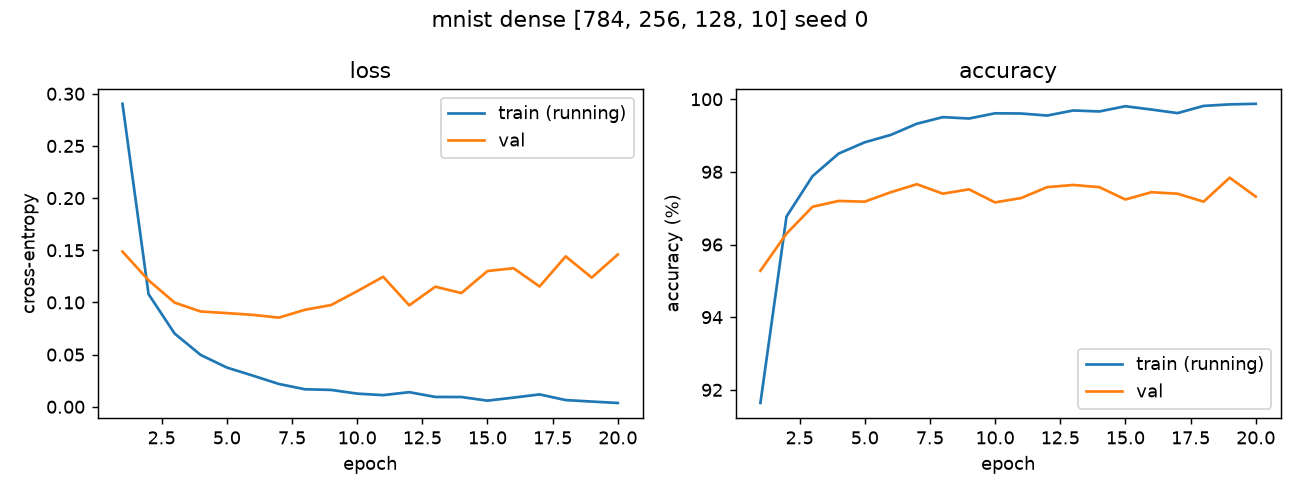 mnist dense [784, 256, 128, 10] seed 0
loss
cross-entropy
0.30
0.25
0.20
0.15
0.10
0.05
0.00
train (running)
val
2.5 5.0 7.5 10.0 12.5 15.0 17.5 20.0
epoch
accuracy
accuracy (%)
100
98
96
94
92
train (running)
val
2.5 5.0 7.5 10.0 12.5 15.0 17.5 20.0
epoch